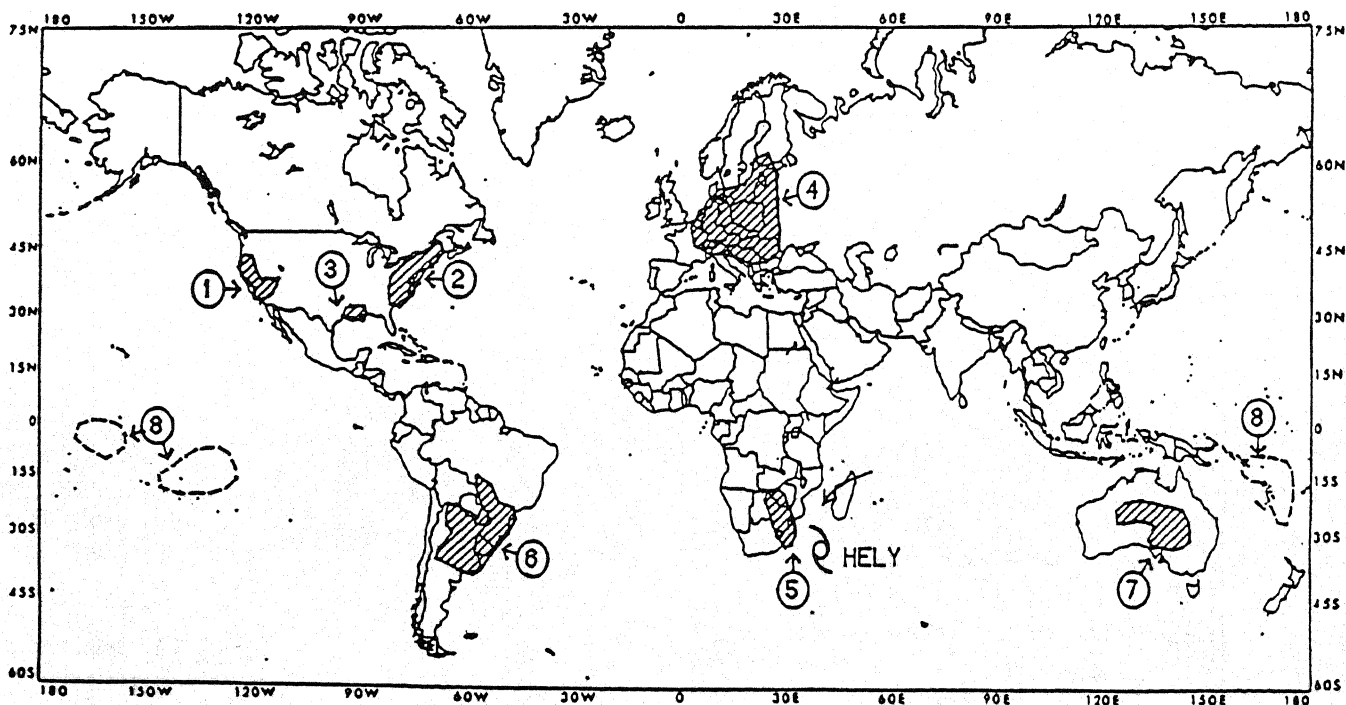 180 150W 120W 90W 60W 30W 0 30E 60E 90E 120E 150E 180
75N 75N
60N 60N
④
45N 45N
③ ②
①
30N 30N
15N 15N
⑧ ⑧
0 0
15S 15S
30S 30S
⑥ HELY
⑤ ⑦
45S 45S
60S 60S
180 150W 120W 90W 60W 30W 0 30E 60E 90E 120E 150E 180